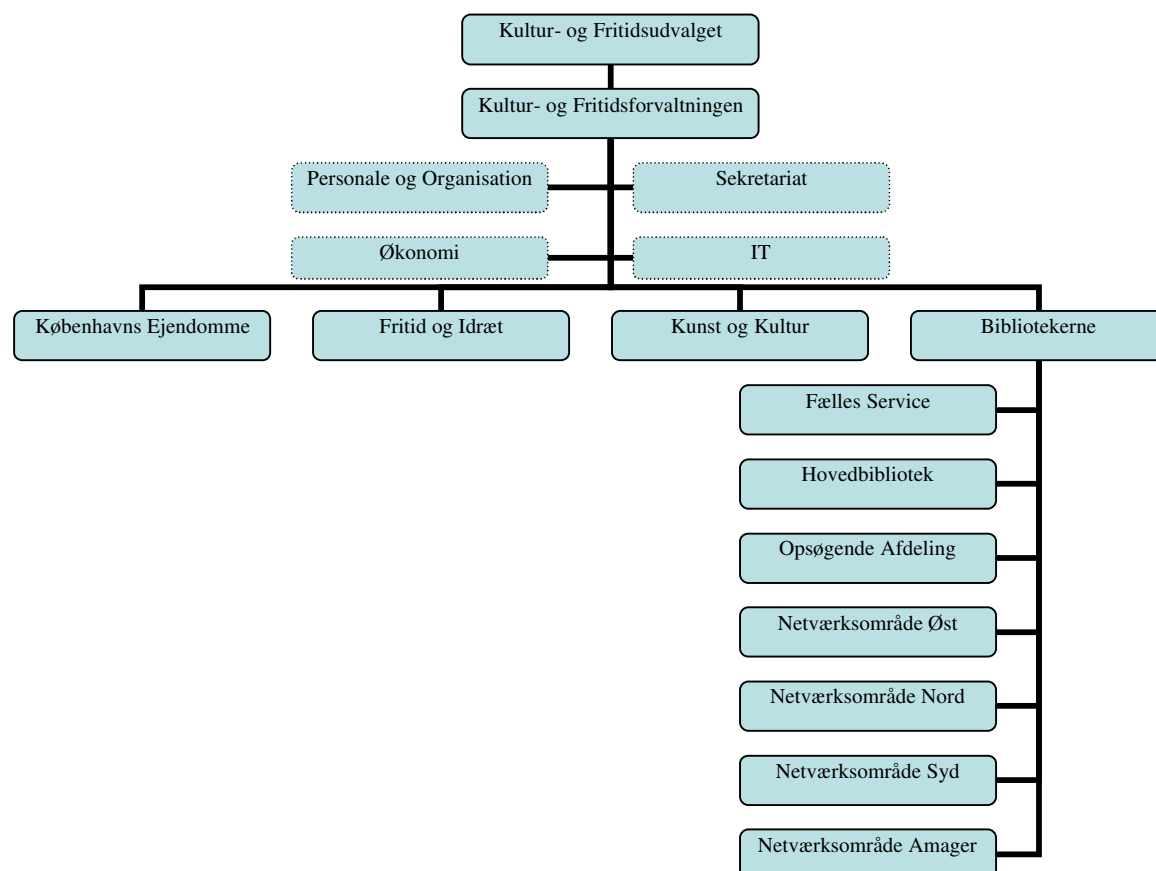 Kultur- og Fritidsudvalget
Kultur- og Fritidsforvaltningen
Personale og Organisation
Sekretariat
Økonomi
IT
Københavns Ejendomme
Fritid og Idræt
Kunst og Kultur
Bibliotekerne
Fælles Service
Hovedbibliotek
Opsøgende Afdeling
Netværksområde Øst
Netværksområde Nord
Netværksområde Syd
Netværksområde Amager